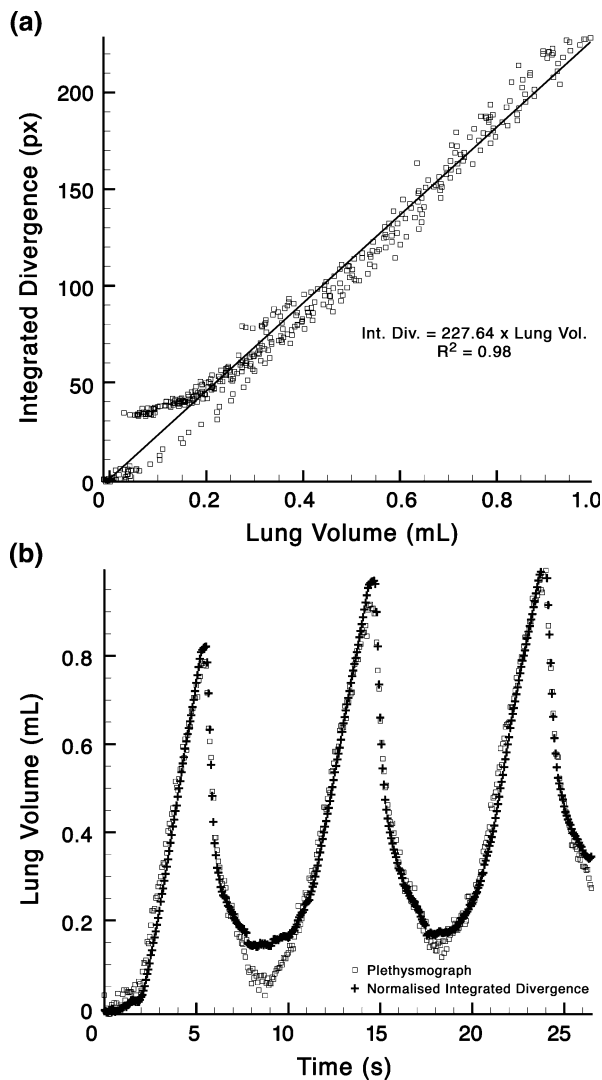 (a)
Integrated Divergence (px)
200
150
100
50
0
Int. Div. = 227.64 x Lung Vol.
R² = 0.98
0 0.2 0.4 0.6 0.8 1.0
Lung Volume (mL)
(b)
Lung Volume (mL)
0.8
0.6
0.4
0.2
0
Plethysmograph
Normalised Integrated Divergence
0 5 10 15 20 25
Time (s)